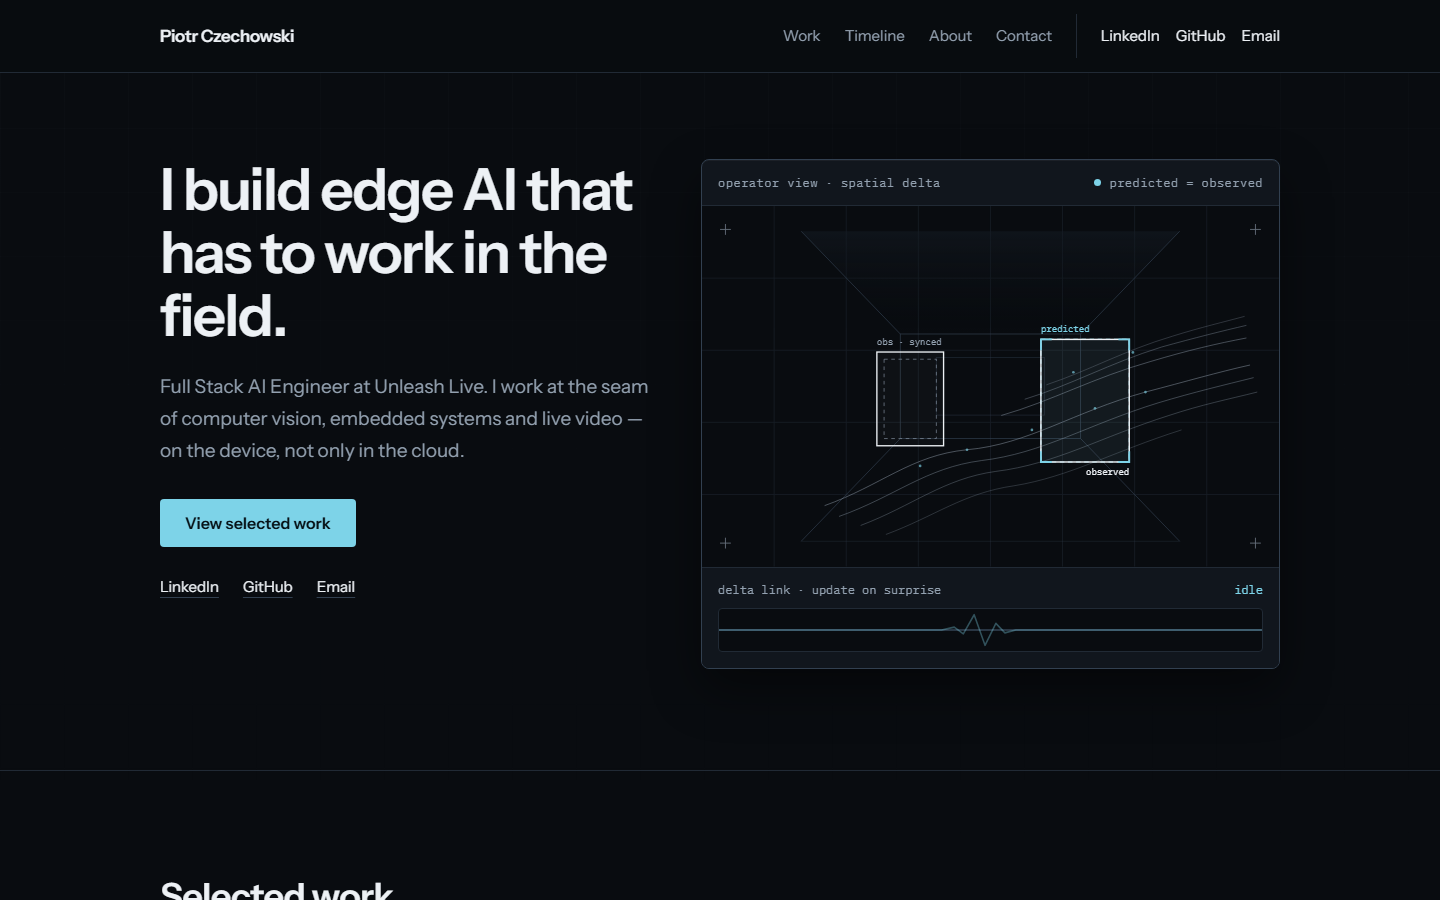 Piotr Czechowski
Work
Timeline
About
Contact
LinkedIn
GitHub
Email
I build edge AI that
has to work in the
field.
Full Stack AI Engineer at Unleash Live. I work at the seam
of computer vision, embedded systems and live video —
on the device, not only in the cloud.
View selected work
LinkedIn
GitHub
Email
operator view · spatial delta
predicted = observed
predicted
obs · synced
observed
delta link · update on surprise
idle
Selected work